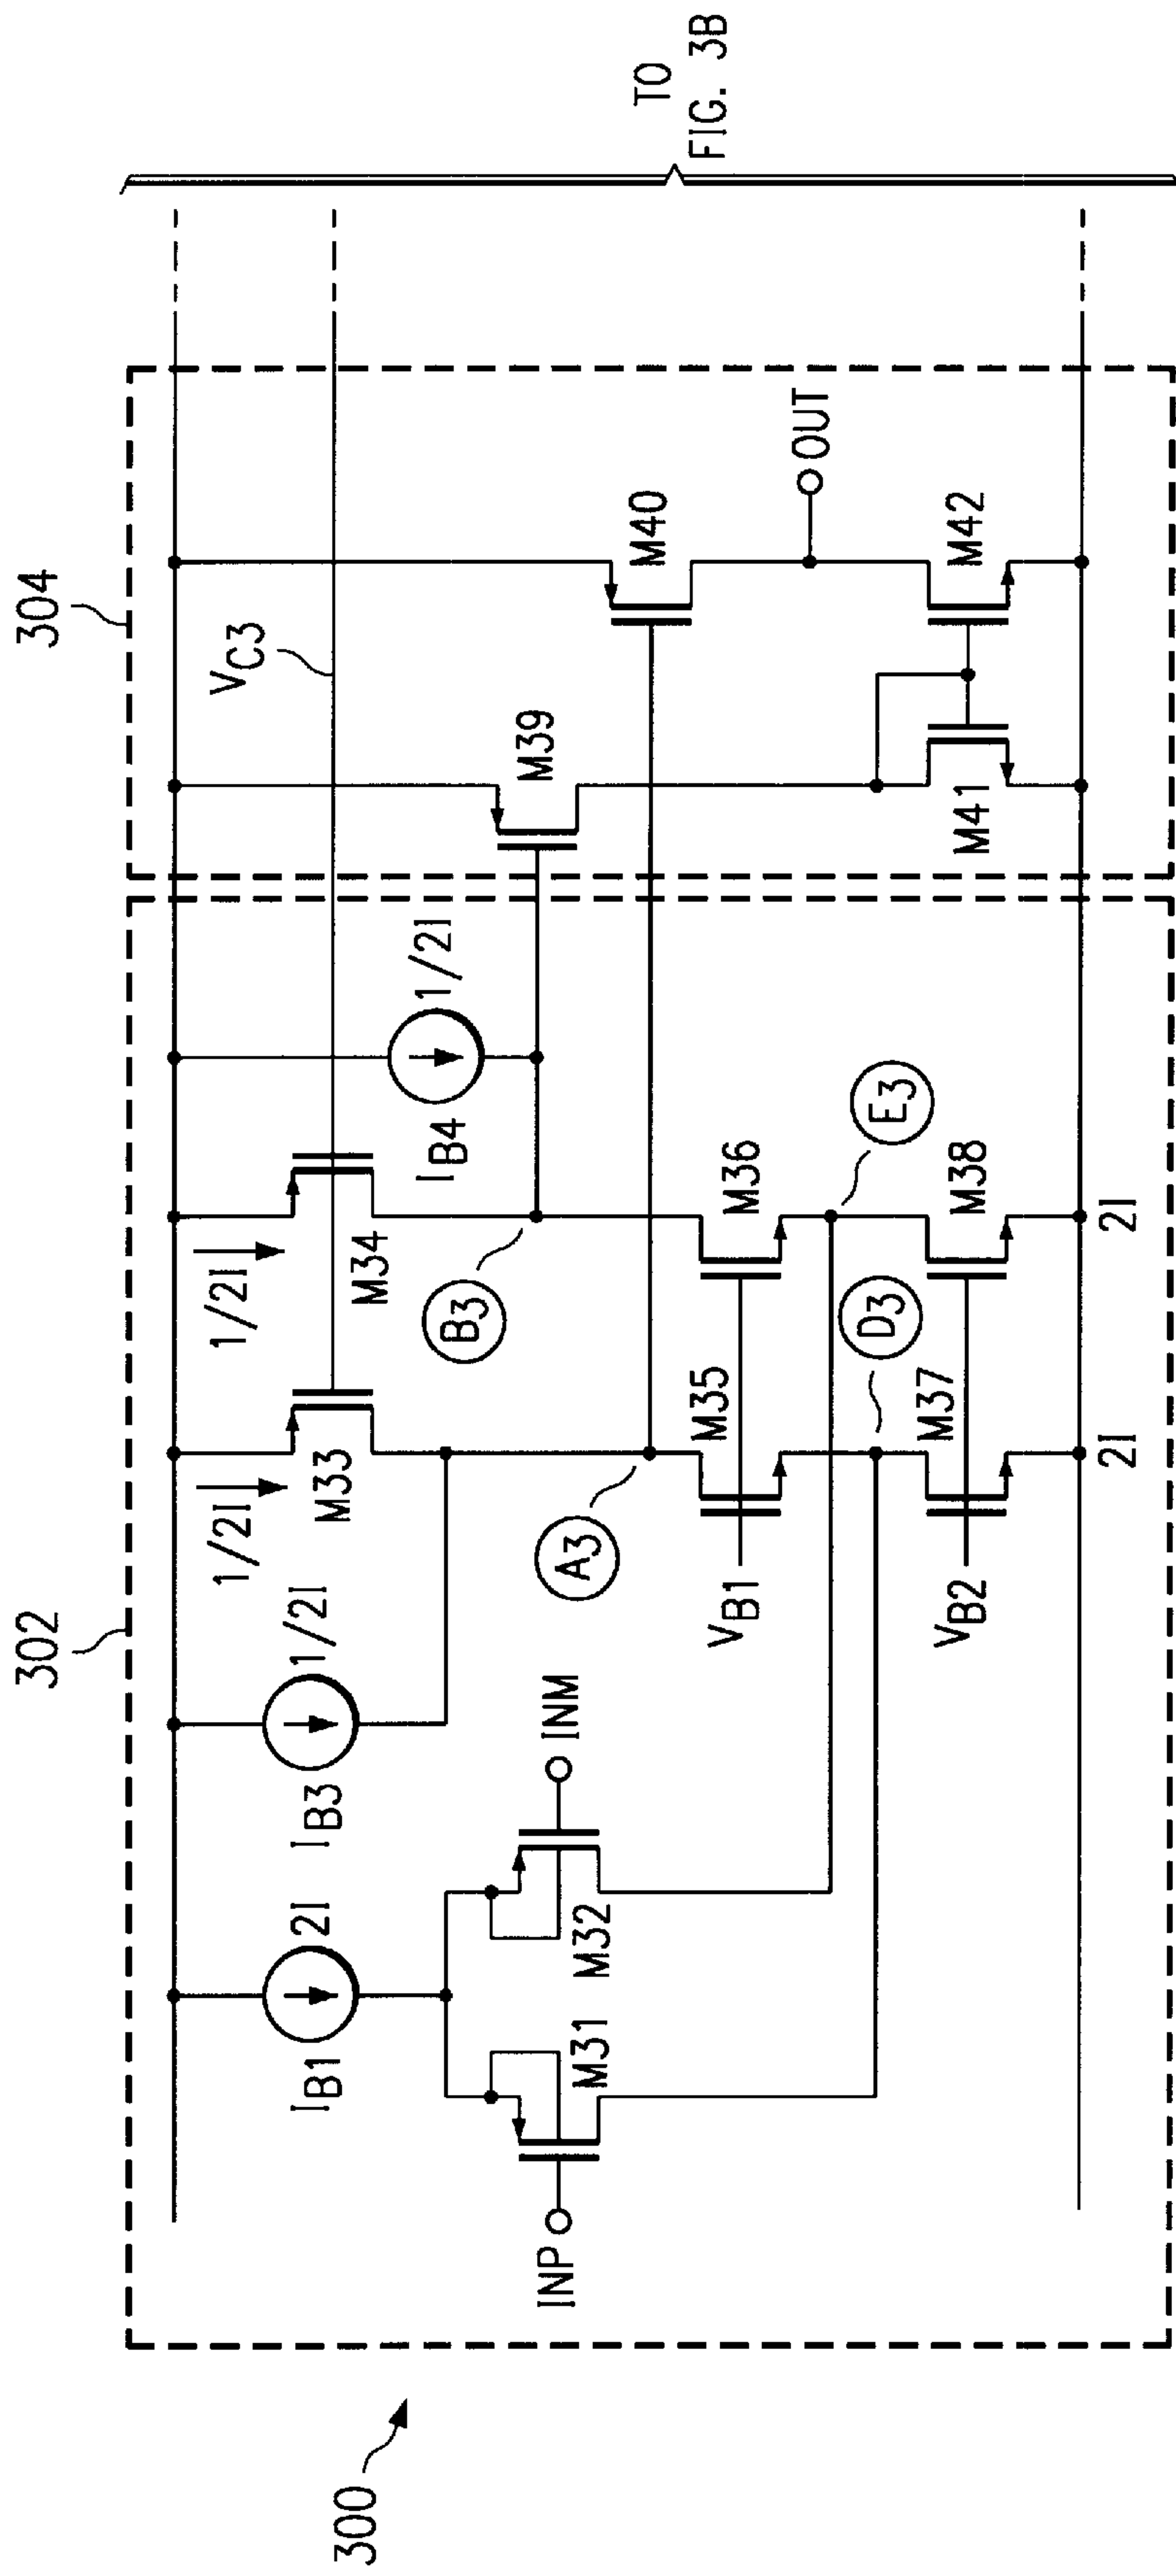 300
302
304
TO
FIG. 3B
INP
M31
IB1
2I
M32
INM
IB3
1/2I
1/2I
M33
1/2I
M34
VC3
IB4
1/2I
A3
B3
VB1
M35
M36
D3
E3
VB2
M37
M38
2I
2I
M39
M40
OUT
M41
M42